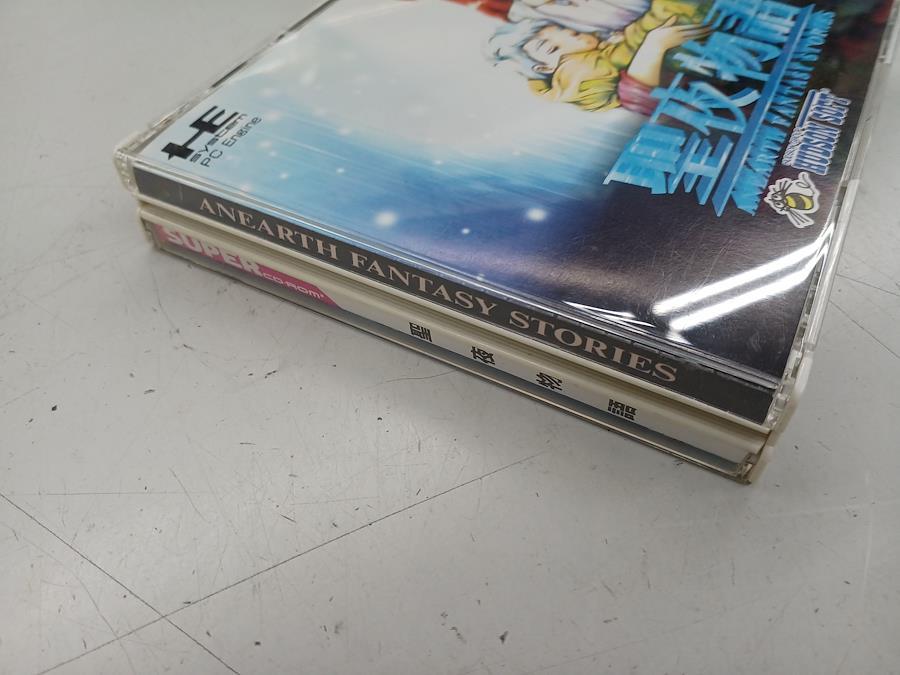 HE
system
PC Engine
聖夜物語
ANEARTH FANTASY STORIES
HUDSON SOFT
ANEARTH FANTASY STORIES
SUPER
CD-ROM²
聖夜物語